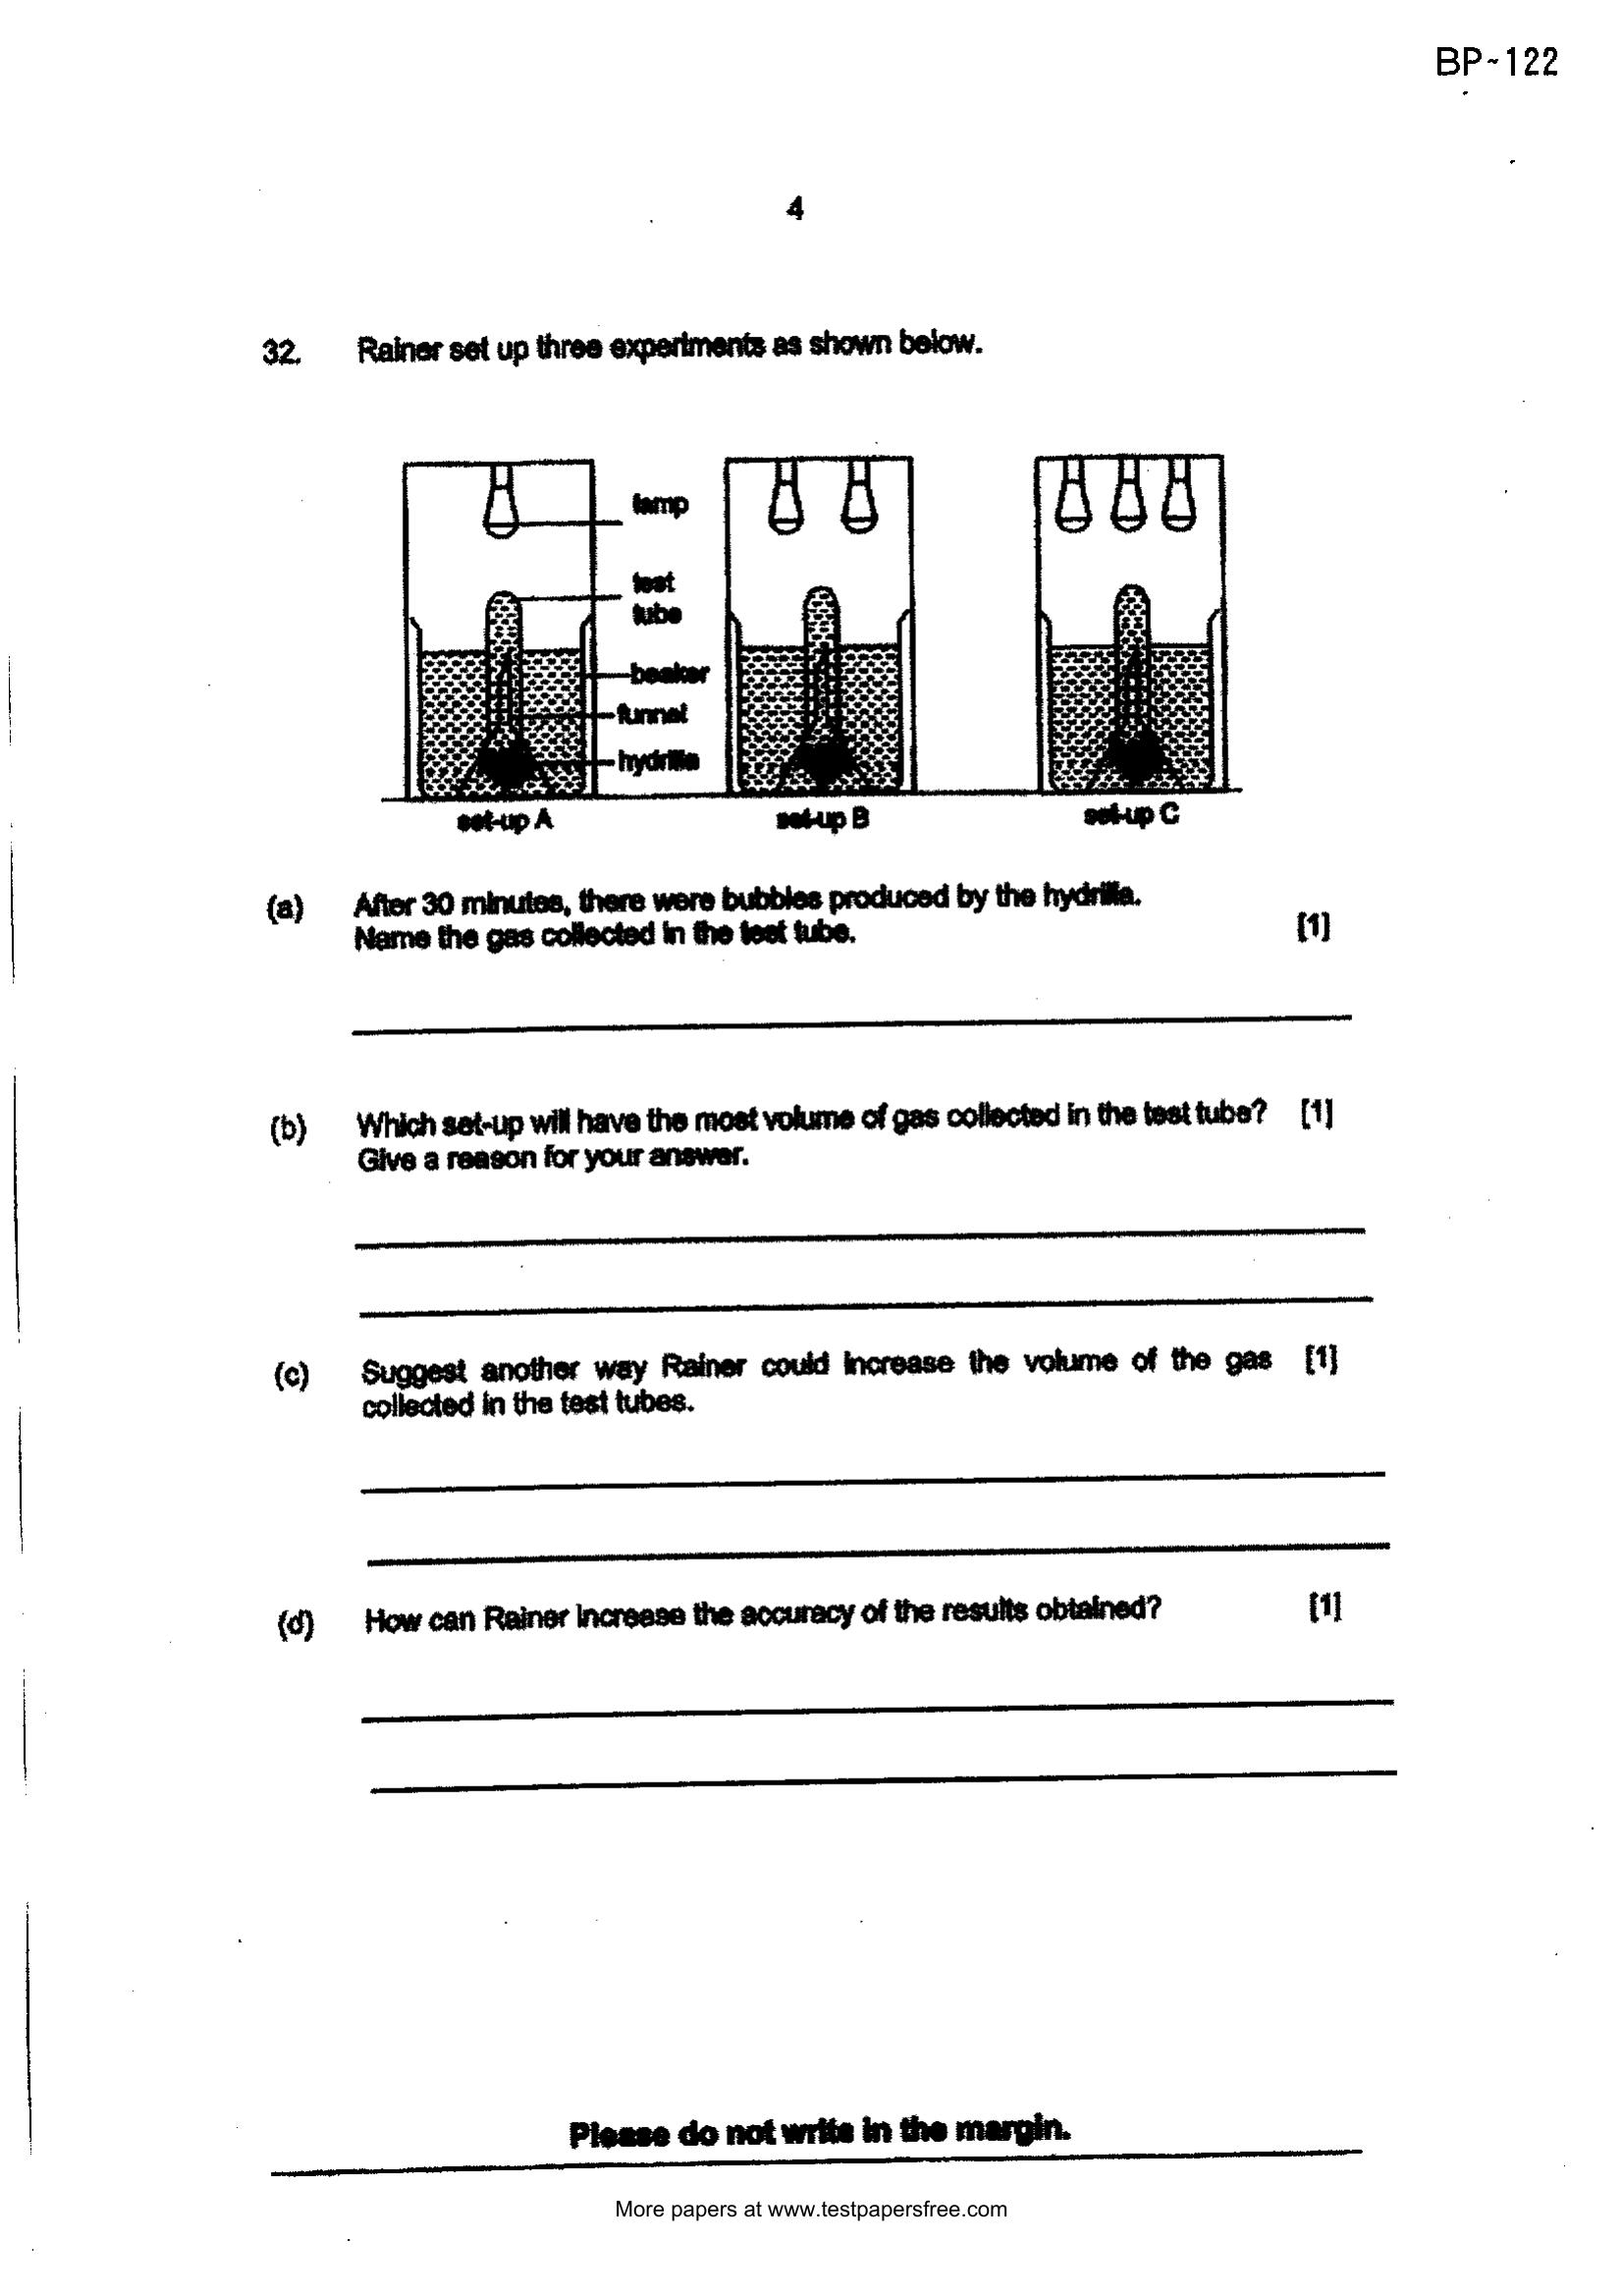 BP~122
4
32. Rainer set up three experiments as shown below.
lamp
test
tube
beaker
funnel
hydrilla
set-up A
set-up B
set-up C
(a) After 30 minutes, there were bubbles produced by the hydrilla.
Name the gas collected in the test tube. [1]
(b) Which set-up will have the most volume of gas collected in the test tube? [1]
Give a reason for your answer.
(c) Suggest another way Rainer could increase the volume of the gas [1]
collected in the test tubes.
(d) How can Rainer increase the accuracy of the results obtained? [1]
Please do not write in the margin.
More papers at www.testpapersfree.com